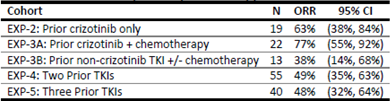 Cohort N ORR 95% CI
EXP-2: Prior crizotinib only 19 63% (38%, 84%)
EXP-3A: Prior crizotinib + chemotherapy 22 77% (55%, 92%)
EXP-3B: Prior non-crizotinib TKI +/- chemotherapy 13 38% (14%, 68%)
EXP-4: Two Prior TKIs 55 49% (35%, 63%)
EXP-5: Three Prior TKIs 40 48% (32%, 64%)